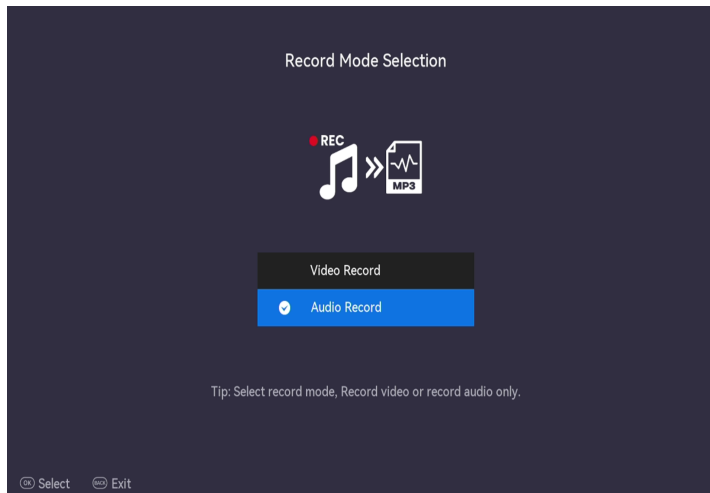 Record Mode Selection
REC
MP3
Video Record
Audio Record
Tip: Select record mode, Record video or record audio only.
OK Select BACK Exit